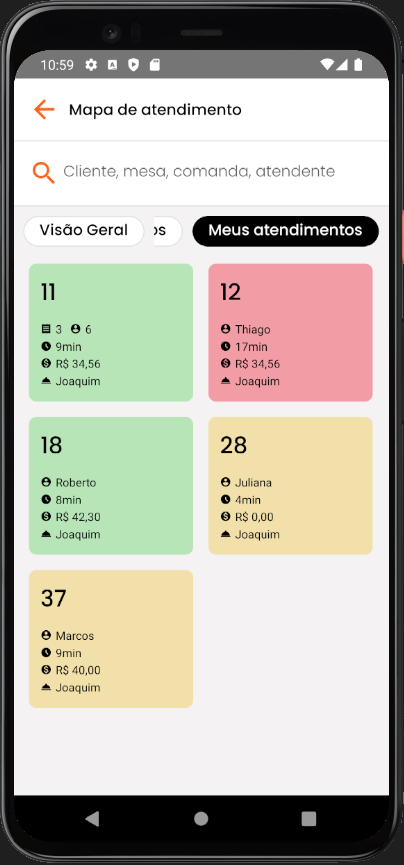 10:59
Mapa de atendimento
Cliente, mesa, comanda, atendente
Visão Geral
os
Meus atendimentos
11
3 6
9min
R$ 34,56
Joaquim
12
Thiago
17min
R$ 34,56
Joaquim
18
Roberto
8min
R$ 42,30
Joaquim
28
Juliana
4min
R$ 0,00
Joaquim
37
Marcos
9min
R$ 40,00
Joaquim